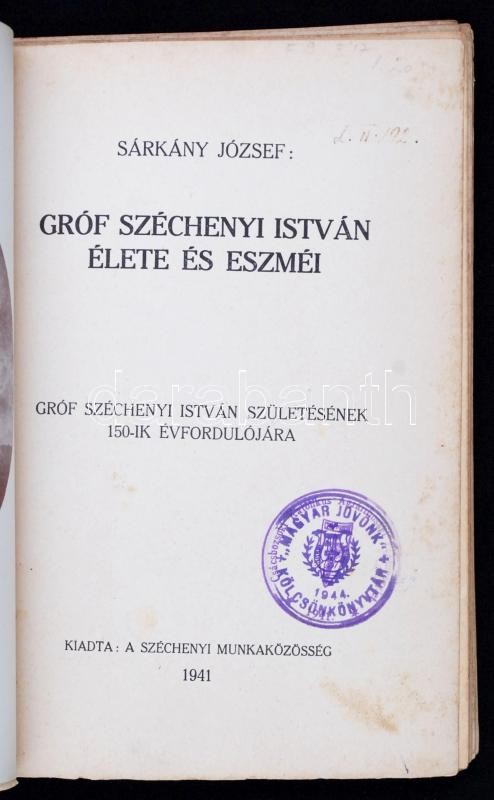 SÁRKÁNY JÓZSEF:
GRÓF SZÉCHENYI ISTVÁN
ÉLETE ÉS ESZMÉI
darabanth
GRÓF SZÉCHENYI ISTVÁN SZÜLETÉSÉNEK
150-IK ÉVFORDULÓJÁRA
„MAGYAR JÖVŐNK"
KÖLCSÖNKÖNYVTÁR
1944.
KIADTA: A SZÉCHENYI MUNKAKÖZÖSSÉG
1941